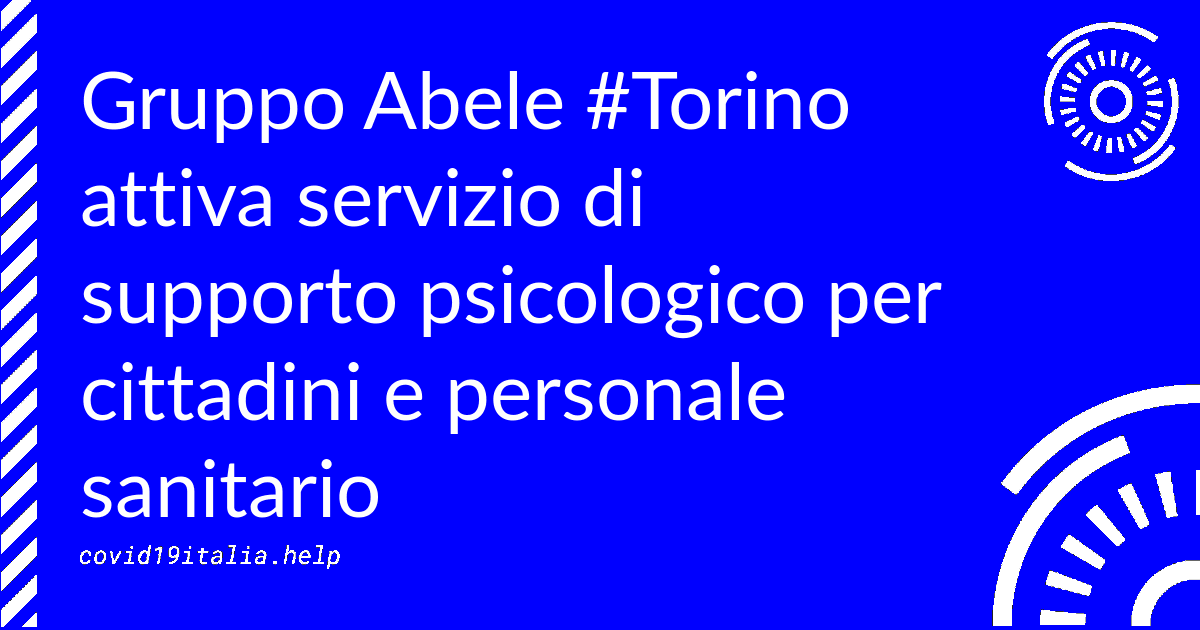 Gruppo Abele #Torino
attiva servizio di
supporto psicologico per
cittadini e personale
sanitario
covid19italia.help